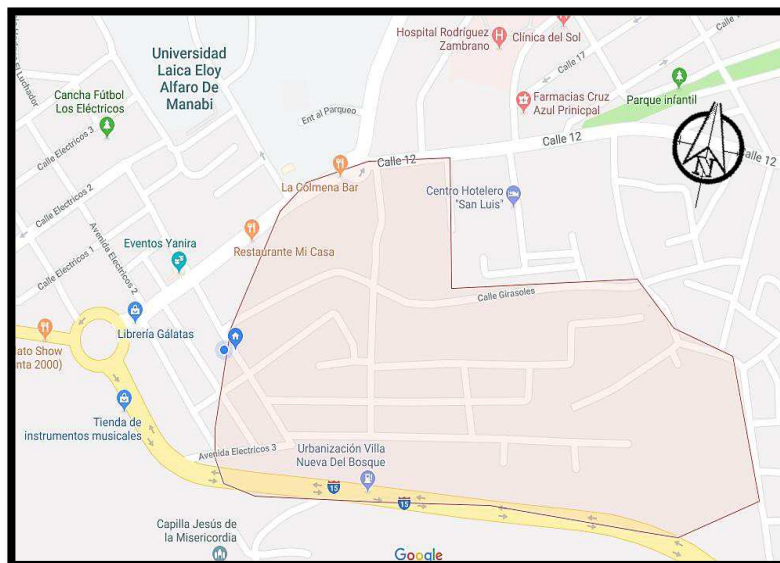 Universidad
Laica Eloy
Alfaro De
Manabi
Hospital Rodríguez
Zambrano
H
Clínica del Sol
El Luchador
Cancha Fútbol
Los Eléctricos
Calle Electricos 3
Ent al Parqueo
Calle 17
Farmacias Cruz
Azul Prinicpal
Parque infantil
Calle 12
Calle 12
Calle 12
N
La Colmena Bar
Calle Electricos 2
Centro Hotelero
"San Luis"
Avenida Electricos 2
Restaurante Mi Casa
Eventos Yanira
Calle Electricos 1
Calle Girasoles
Librería Gálatas
ato Show
nta 2000)
Tienda de
instrumentos musicales
Avenida Electricos 3
Urbanización Villa
Nueva Del Bosque
15
15
Capilla Jesús de
la Misericordia
Google